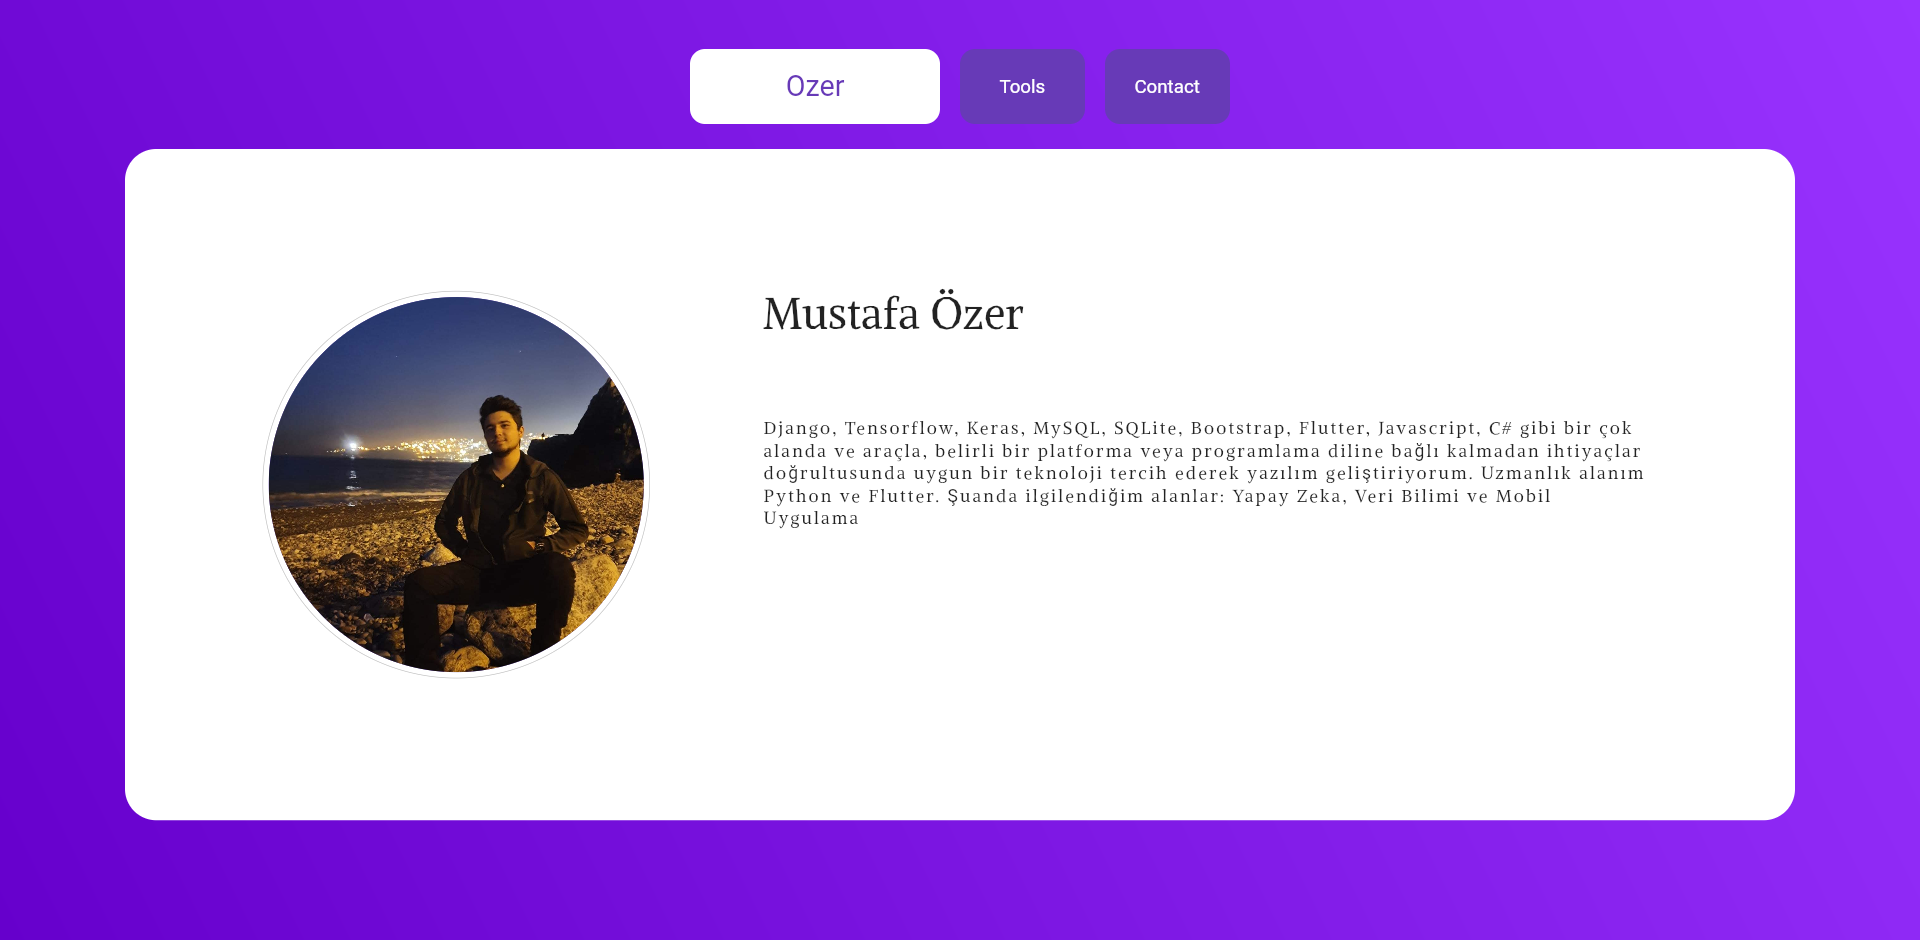 Ozer
Tools
Contact
Mustafa Özer
Django, Tensorflow, Keras, MySQL, SQLite, Bootstrap, Flutter, Javascript, C# gibi bir çok
alanda ve araçla, belirli bir platforma veya programlama diline bağlı kalmadan ihtiyaçlar
doğrultusunda uygun bir teknoloji tercih ederek yazılım geliştiriyorum. Uzmanlık alanım
Python ve Flutter. Şuanda ilgilendiğim alanlar: Yapay Zeka, Veri Bilimi ve Mobil
Uygulama